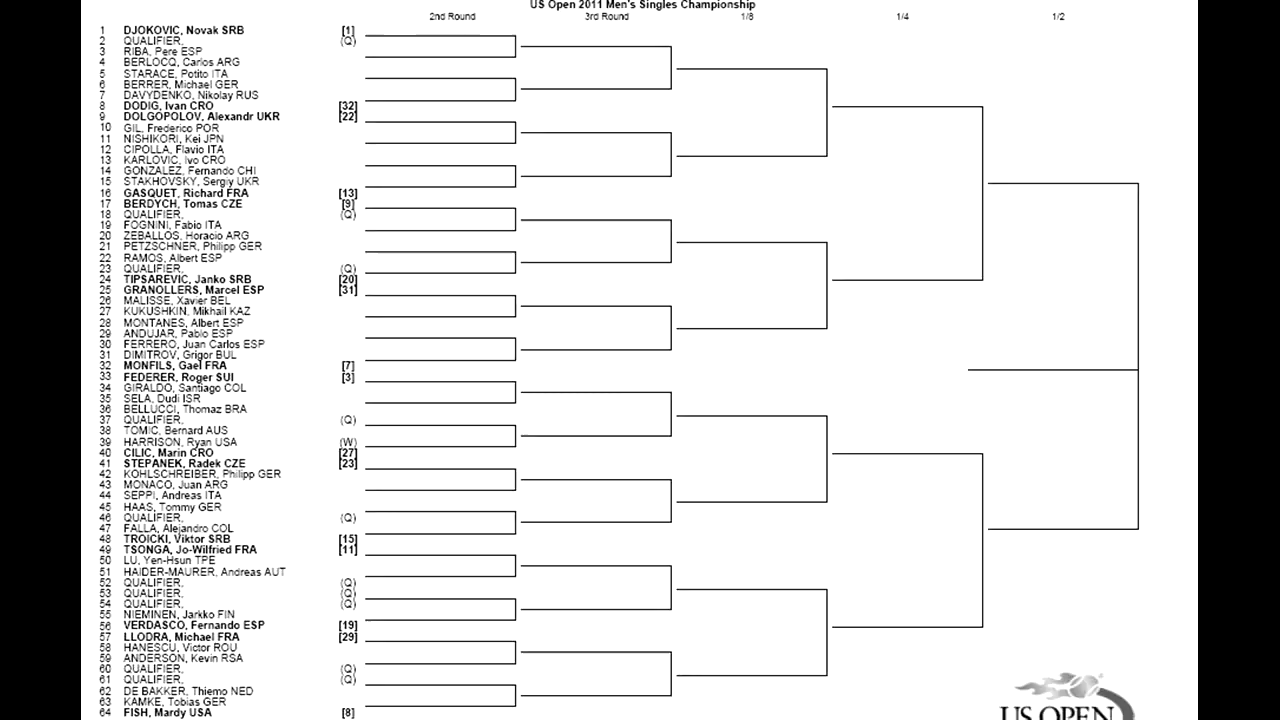 US Open 2011 Men's Singles Championship
2nd Round 3rd Round 1/8 1/4 1/2
1 DJOKOVIC, Novak SRB [1]
2 QUALIFIER, (Q)
3 RIBA, Pere ESP
4 BERLOCQ, Carlos ARG
5 STARACE, Potito ITA
6 BERRER, Michael GER
7 DAVYDENKO, Nikolay RUS
8 DODIG, Ivan CRO [32]
9 DOLGOPOLOV, Alexandr UKR [22]
10 GIL, Frederico POR
11 NISHIKORI, Kei JPN
12 CIPOLLA, Flavio ITA
13 KARLOVIC, Ivo CRO
14 GONZALEZ, Fernando CHI
15 STAKHOVSKY, Sergiy UKR
16 GASQUET, Richard FRA [13]
17 BERDYCH, Tomas CZE [9]
18 QUALIFIER, (Q)
19 FOGNINI, Fabio ITA
20 ZEBALLOS, Horacio ARG
21 PETZSCHNER, Philipp GER
22 RAMOS, Albert ESP
23 QUALIFIER, (Q)
24 TIPSAREVIC, Janko SRB [20]
25 GRANOLLERS, Marcel ESP [31]
26 MALISSE, Xavier BEL
27 KUKUSHKIN, Mikhail KAZ
28 MONTANES, Albert ESP
29 ANDUJAR, Pablo ESP
30 FERRERO, Juan Carlos ESP
31 DIMITROV, Grigor BUL
32 MONFILS, Gael FRA [7]
33 FEDERER, Roger SUI [3]
34 GIRALDO, Santiago COL
35 SELA, Dudi ISR
36 BELLUCCI, Thomaz BRA
37 QUALIFIER, (Q)
38 TOMIC, Bernard AUS
39 HARRISON, Ryan USA (W)
40 CILIC, Marin CRO [27]
41 STEPANEK, Radek CZE [23]
42 KOHLSCHREIBER, Philipp GER
43 MONACO, Juan ARG
44 SEPPI, Andreas ITA
45 HAAS, Tommy GER
46 QUALIFIER, (Q)
47 FALLA, Alejandro COL
48 TROICKI, Viktor SRB [15]
49 TSONGA, Jo-Wilfried FRA [11]
50 LU, Yen-Hsun TPE
51 HAIDER-MAURER, Andreas AUT
52 QUALIFIER, (Q)
53 QUALIFIER, (Q)
54 QUALIFIER, (Q)
55 NIEMINEN, Jarkko FIN
56 VERDASCO, Fernando ESP [19]
57 LLODRA, Michael FRA [29]
58 HANESCU, Victor ROU
59 ANDERSON, Kevin RSA
60 QUALIFIER, (Q)
61 QUALIFIER, (Q)
62 DE BAKKER, Thiemo NED
63 KAMKE, Tobias GER
64 FISH, Mardy USA [8]
US OPEN